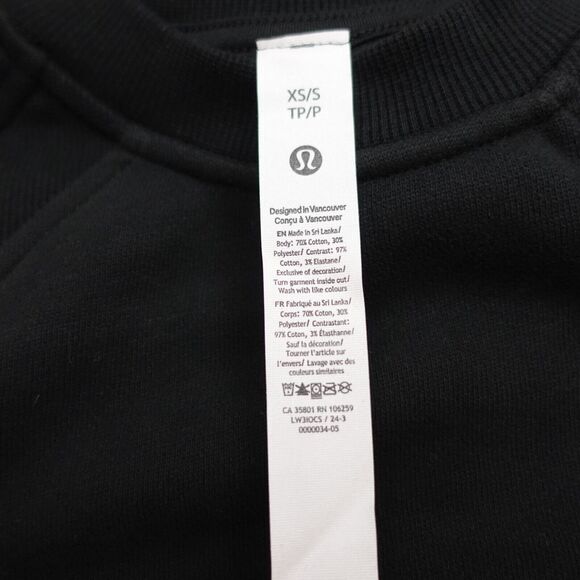 XS/S
TP/P
Designed in Vancouver
Conçu à Vancouver
EN Made in Sri Lanka/
Body: 70% Cotton, 30%
Polyester/ Contrast: 97%
Cotton, 3% Elastane/
Exclusive of decoration/
Turn garment inside out/
Wash with like colours
FR Fabriqué au Sri Lanka/
Corps: 70% Coton, 30%
Polyester/ Contrastant:
97% Coton, 3% Élasthanne/
Sauf la décoration/
Tourner l'article sur
l'envers/ Lavage avec des
couleurs similaires
CA 35801 RN 106259
LW3IOCS / 24-3
0000034-05